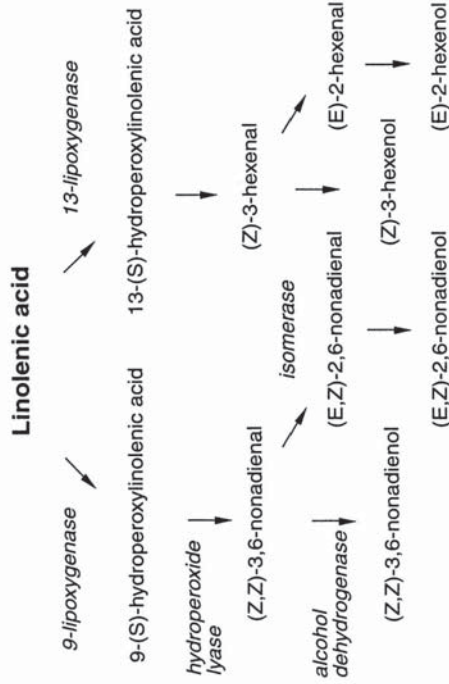 Linolenic acid
9-lipoxygenase 13-lipoxygenase
9-(S)-hydroperoxylinolenic acid 13-(S)-hydroperoxylinolenic acid
hydroperoxide
lyase
(Z,Z)-3,6-nonadienal (Z)-3-hexenal
isomerase
alcohol
dehydrogenase
(E,Z)-2,6-nonadienal (E)-2-hexenal
(Z,Z)-3,6-nonadienol (Z)-3-hexenol
(E,Z)-2,6-nonadienol (E)-2-hexenol